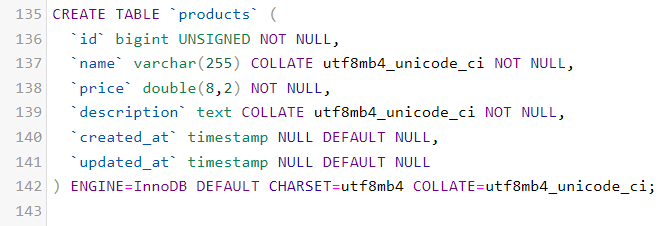 135 CREATE TABLE `products` (
136   `id` bigint UNSIGNED NOT NULL,
137   `name` varchar(255) COLLATE utf8mb4_unicode_ci NOT NULL,
138   `price` double(8,2) NOT NULL,
139   `description` text COLLATE utf8mb4_unicode_ci NOT NULL,
140   `created_at` timestamp NULL DEFAULT NULL,
141   `updated_at` timestamp NULL DEFAULT NULL
142 ) ENGINE=InnoDB DEFAULT CHARSET=utf8mb4 COLLATE=utf8mb4_unicode_ci;
143